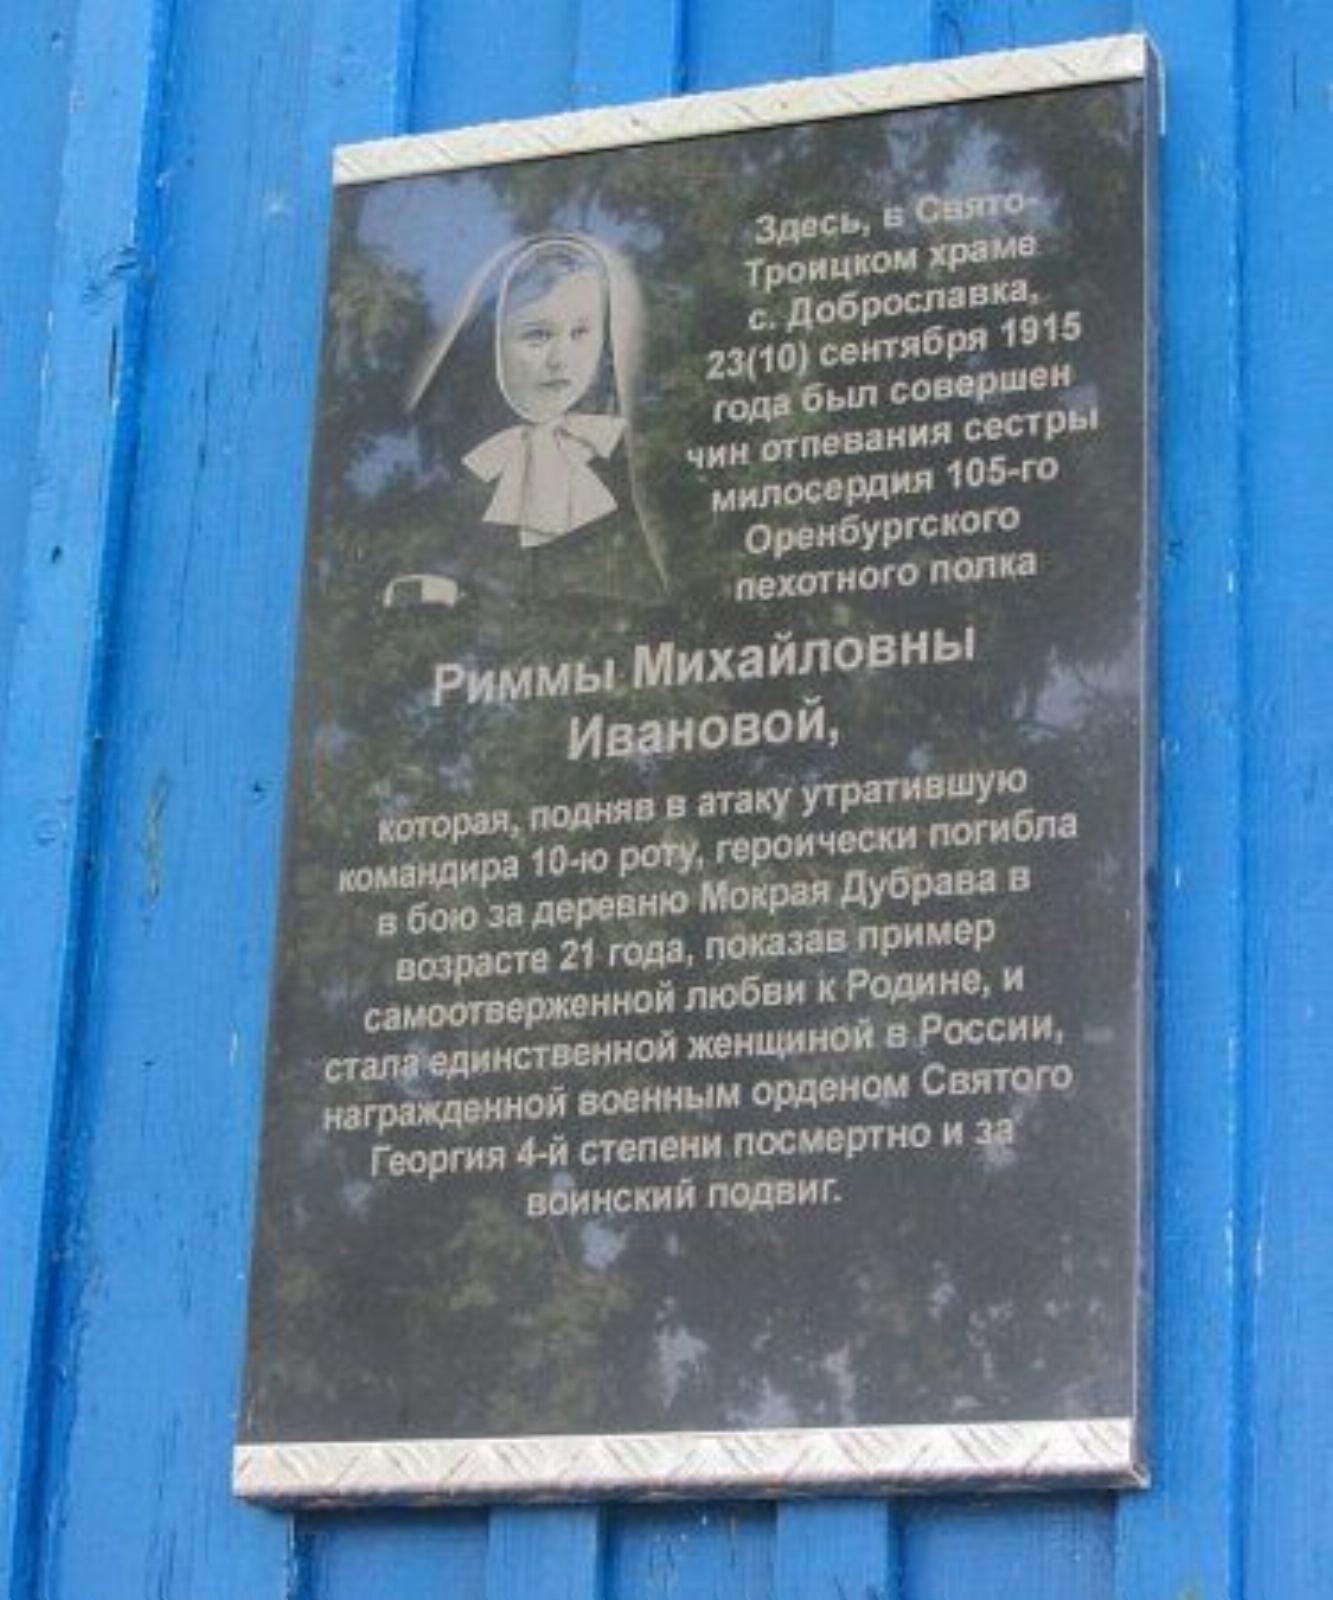 Здесь, в Свято-
Троицком храме
с. Доброславка,
23(10) сентября 1915
года был совершен
чин отпевания сестры
милосердия 105-го
Оренбургского
пехотного полка
Риммы Михайловны
Ивановой,
которая, подняв в атаку утратившую
командира 10-ю роту, героически погибла
в бою за деревню Мокрая Дубрава в
возрасте 21 года, показав пример
самоотверженной любви к Родине, и
стала единственной женщиной в России,
награжденной военным орденом Святого
Георгия 4-й степени посмертно и за
воинский подвиг.